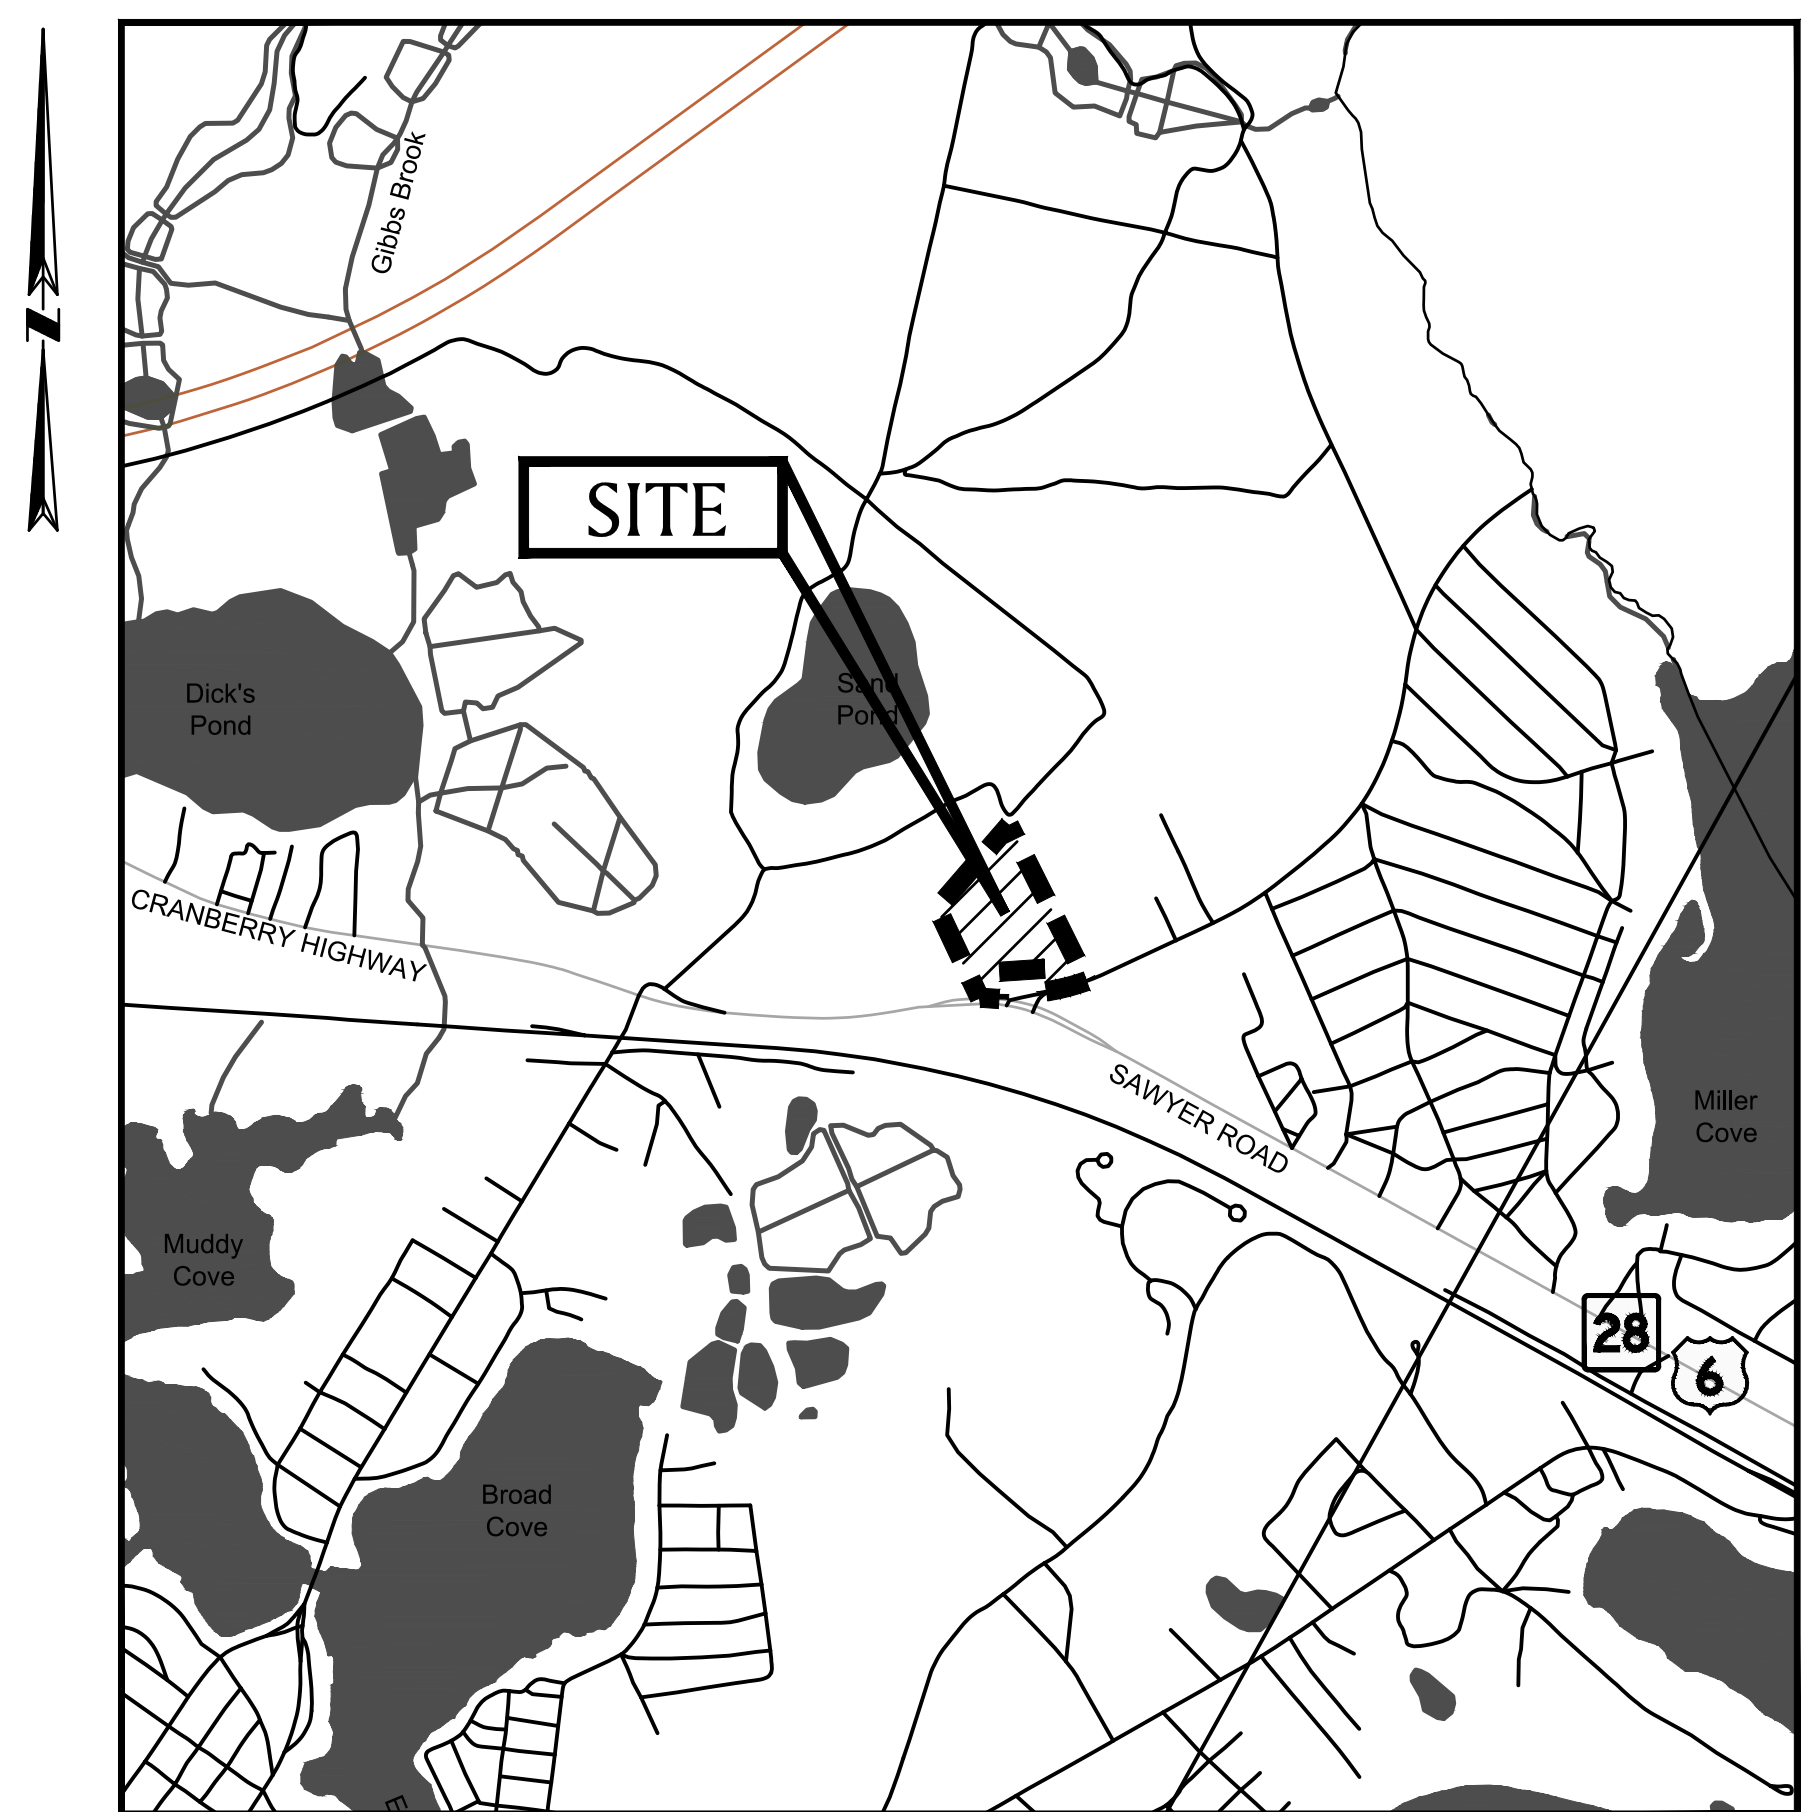 N
Gibbs Brook
SITE
Sand
Pond
Dick's
Pond
CRANBERRY HIGHWAY
SAWYER ROAD
Miller
Cove
Muddy
Cove
28
6
Broad
Cove
E